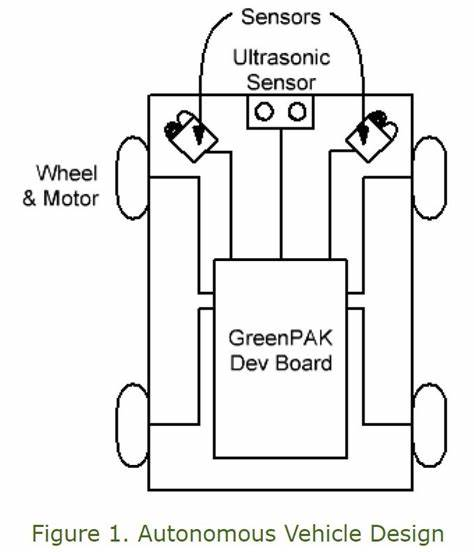 Sensors
Ultrasonic
Sensor
Wheel
& Motor
GreenPAK
Dev Board
Figure 1. Autonomous Vehicle Design